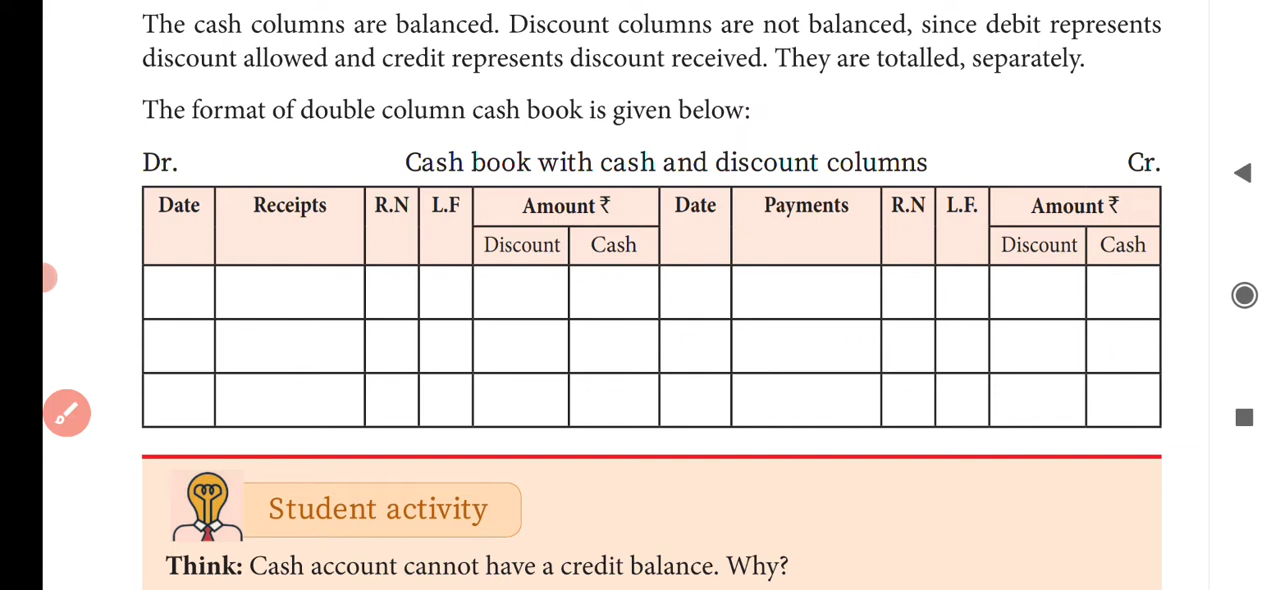 The cash columns are balanced. Discount columns are not balanced, since debit represents
discount allowed and credit represents discount received. They are totalled, separately.
The format of double column cash book is given below:
Dr. Cash book with cash and discount columns Cr.
Date Receipts R.N L.F Amount ₹ Date Payments R.N L.F. Amount ₹
Discount Cash Discount Cash
Student activity
Think: Cash account cannot have a credit balance. Why?